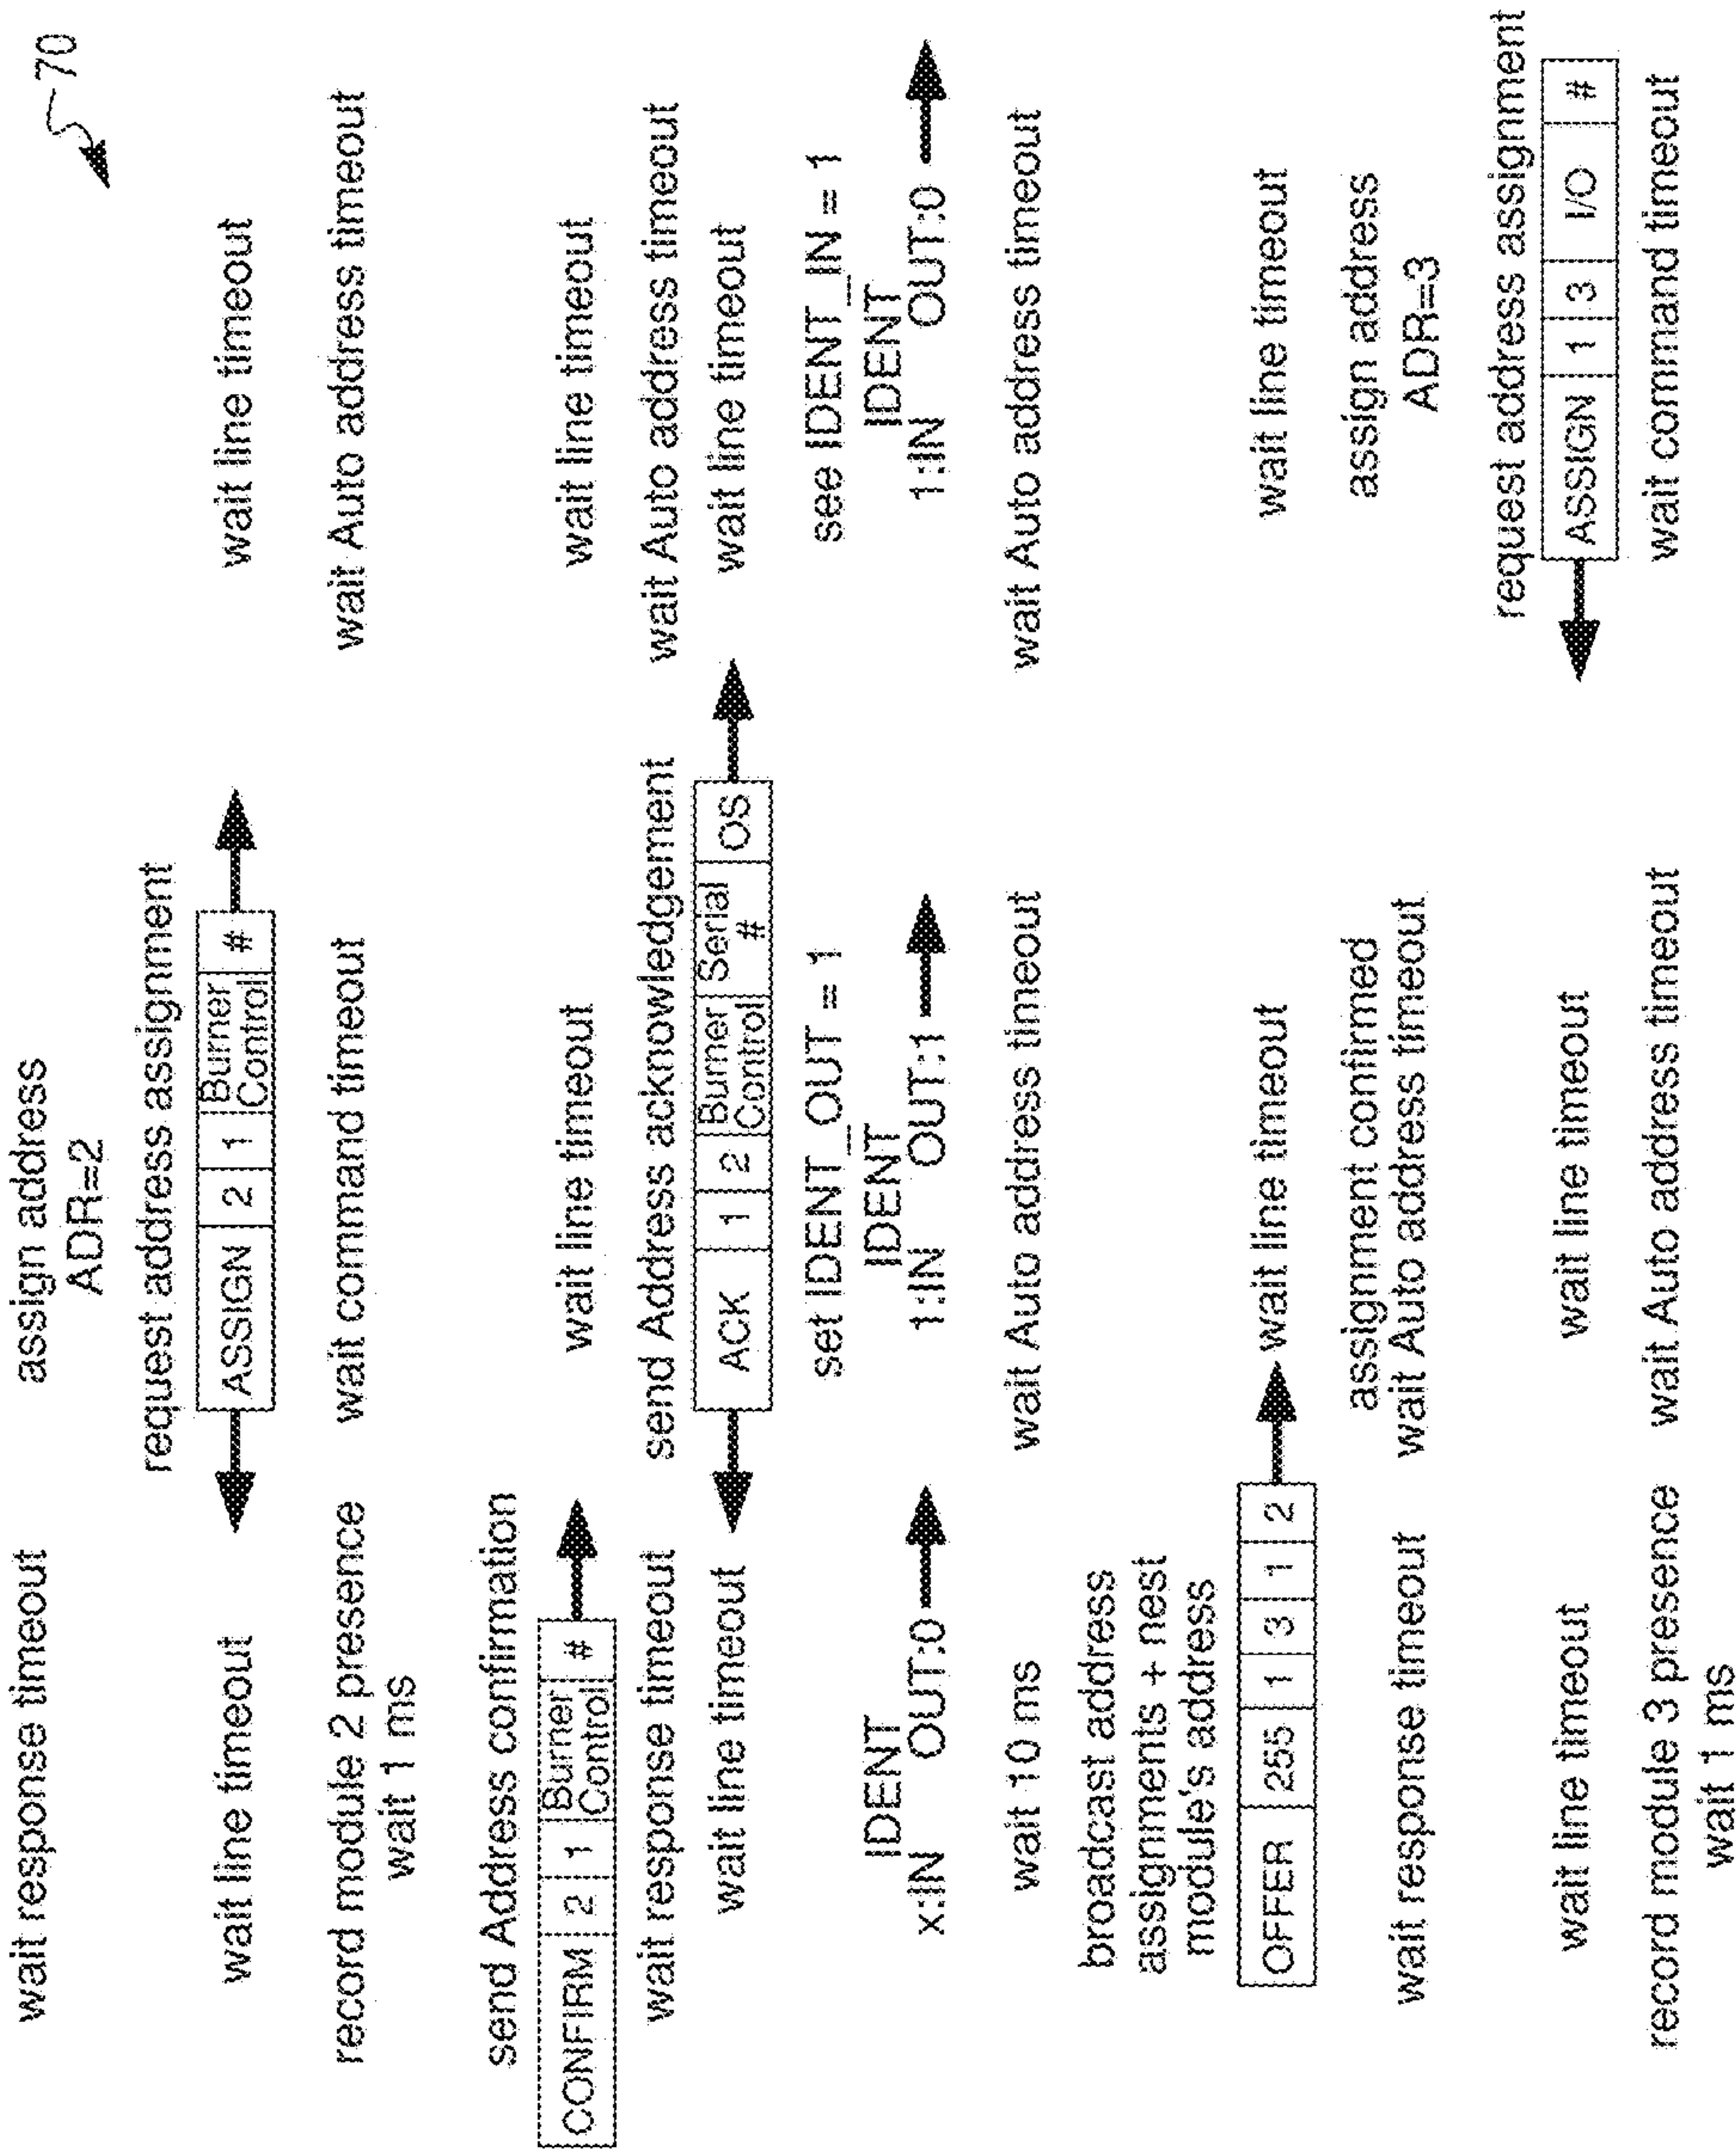 70
wait response timeout
assign address
ADR=2
request address assignment
wait line timeout
ASSIGN 2 1 Burner Control #
wait line timeout
record module 2 presence
wait 1 ms
wait command timeout
wait Auto address timeout
send Address confirmation
CONFIRM 2 1 Burner Control #
wait line timeout
wait line timeout
wait response timeout
send Address acknowledgement
wait Auto address timeout
wait line timeout
ACK 1 2 Burner Control Serial # OS
wait line timeout
set IDENT_OUT = 1
see IDENT_IN = 1
IDENT
x:IN OUT:0
IDENT
1:IN OUT:1
IDENT
1:IN OUT:0
wait 10 ms
wait Auto address timeout
wait Auto address timeout
broadcast address
assignments + nest
module's address
OFFER 255 1 3 1 2
wait line timeout
wait line timeout
wait response timeout
assignment confirmed
wait Auto address timeout
assign address
ADR=3
request address assignment
wait line timeout
wait line timeout
ASSIGN 1 3 I/O #
record module 3 presence
wait 1 ms
wait Auto address timeout
wait command timeout